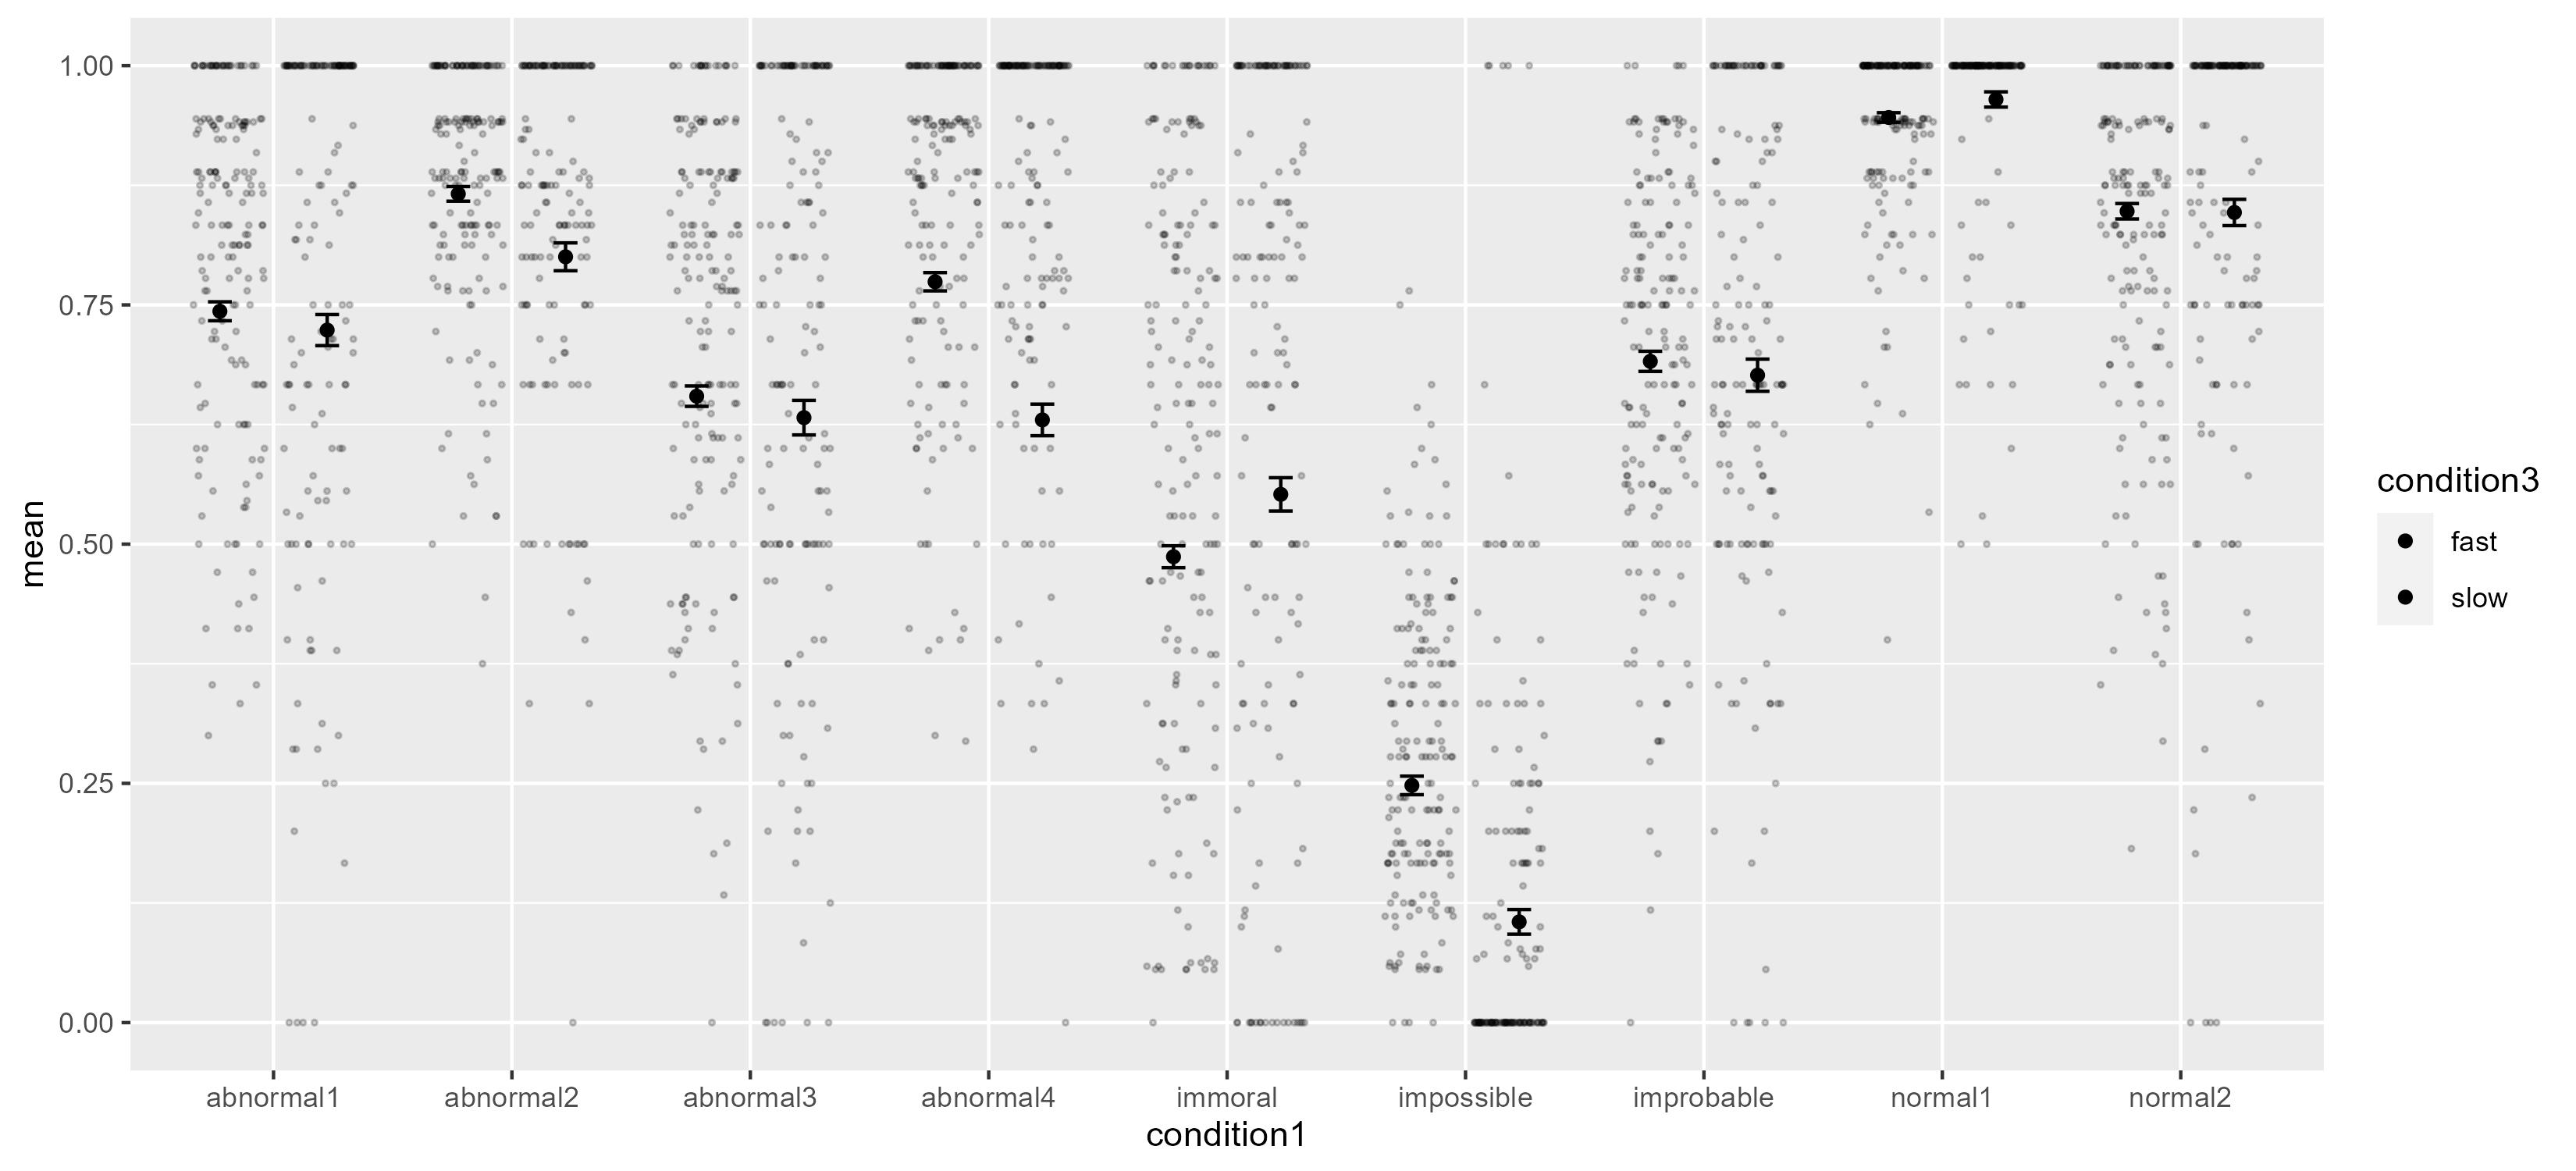 mean
1.00
0.75
0.50
0.25
0.00
abnormal1 abnormal2 abnormal3 abnormal4 immoral impossible improbable normal1 normal2
condition1
condition3
fast
slow